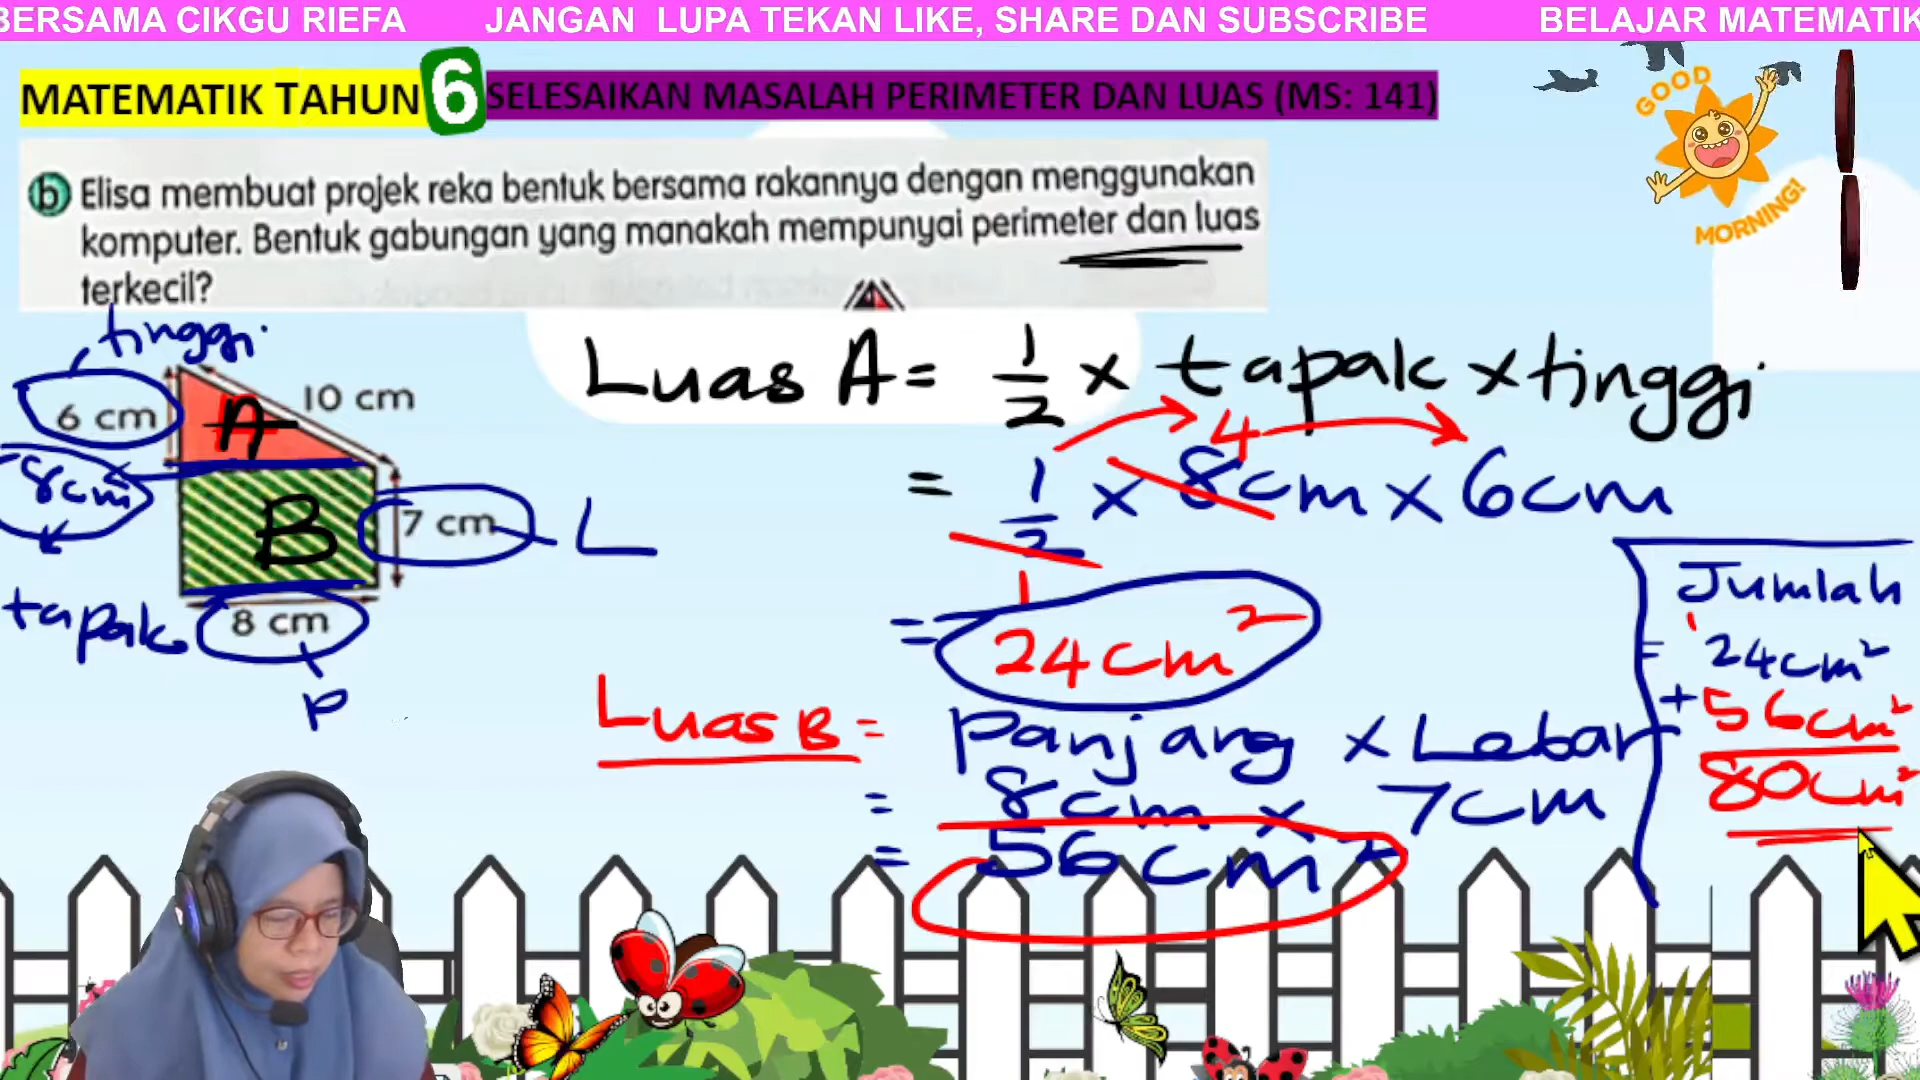 BERSAMA CIKGU RIEFA JANGAN LUPA TEKAN LIKE, SHARE DAN SUBSCRIBE BELAJAR MATEMATIK
MATEMATIK TAHUN 6 SELESAIKAN MASALAH PERIMETER DAN LUAS (MS: 141)
GOOD
MORNING!
b Elisa membuat projek reka bentuk bersama rakannya dengan menggunakan
komputer. Bentuk gabungan yang manakah mempunyai perimeter dan luas
terkecil?
tinggi
6 cm
A
10 cm
8cm
B
7 cm L
tapak
8 cm
P
Luas A = 1/2 × tapak × tinggi
4
= 1/2 × 8cm × 6cm
1
= 24cm²
Luas B = Panjang × Lebar
= 8cm × 7cm
= 56cm²
Jumlah
1
= 24cm²
+ 56cm²
80cm²